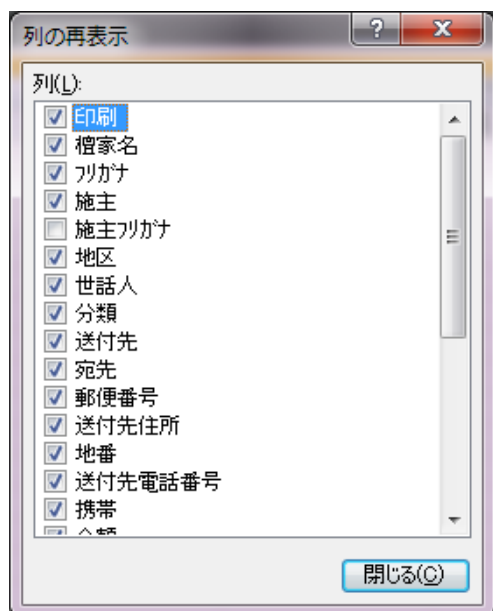 列の再表示
列(L):
印刷
檀家名
フリガナ
施主
施主フリガナ
地区
世話人
分類
送付先
宛先
郵便番号
送付先住所
地番
送付先電話番号
携帯
閉じる(C)